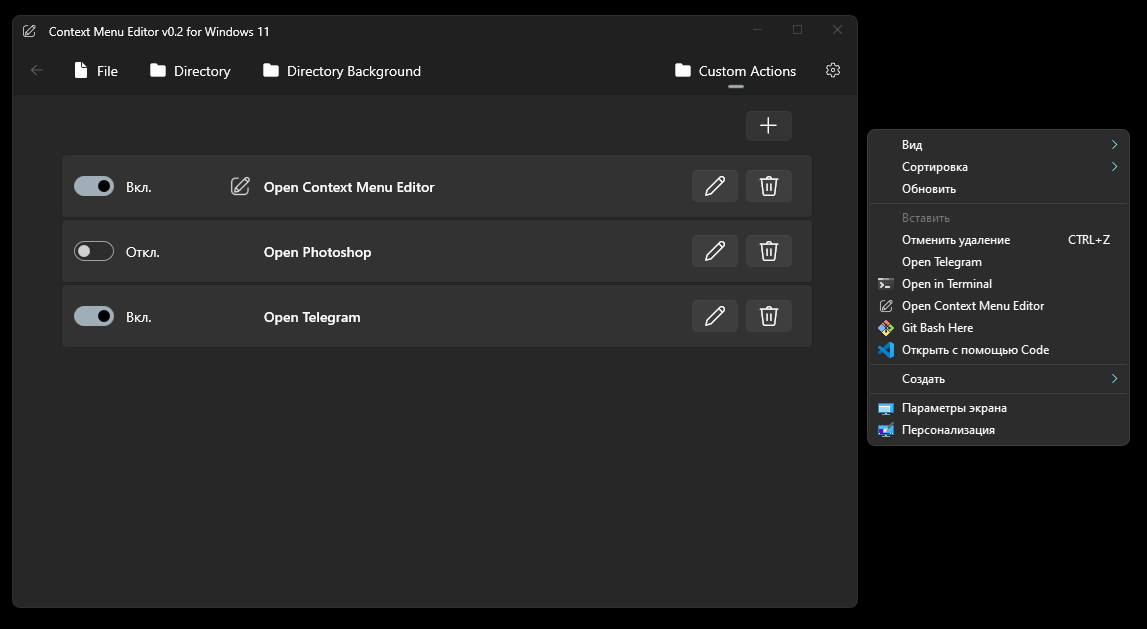 Context Menu Editor v0.2 for Windows 11
File
Directory
Directory Background
Custom Actions
Вкл.
Open Context Menu Editor
Откл.
Open Photoshop
Вкл.
Open Telegram
Вид
Сортировка
Обновить
Вставить
Отменить удаление CTRL+Z
Open Telegram
Open in Terminal
Open Context Menu Editor
Git Bash Here
Открыть с помощью Code
Создать
Параметры экрана
Персонализация